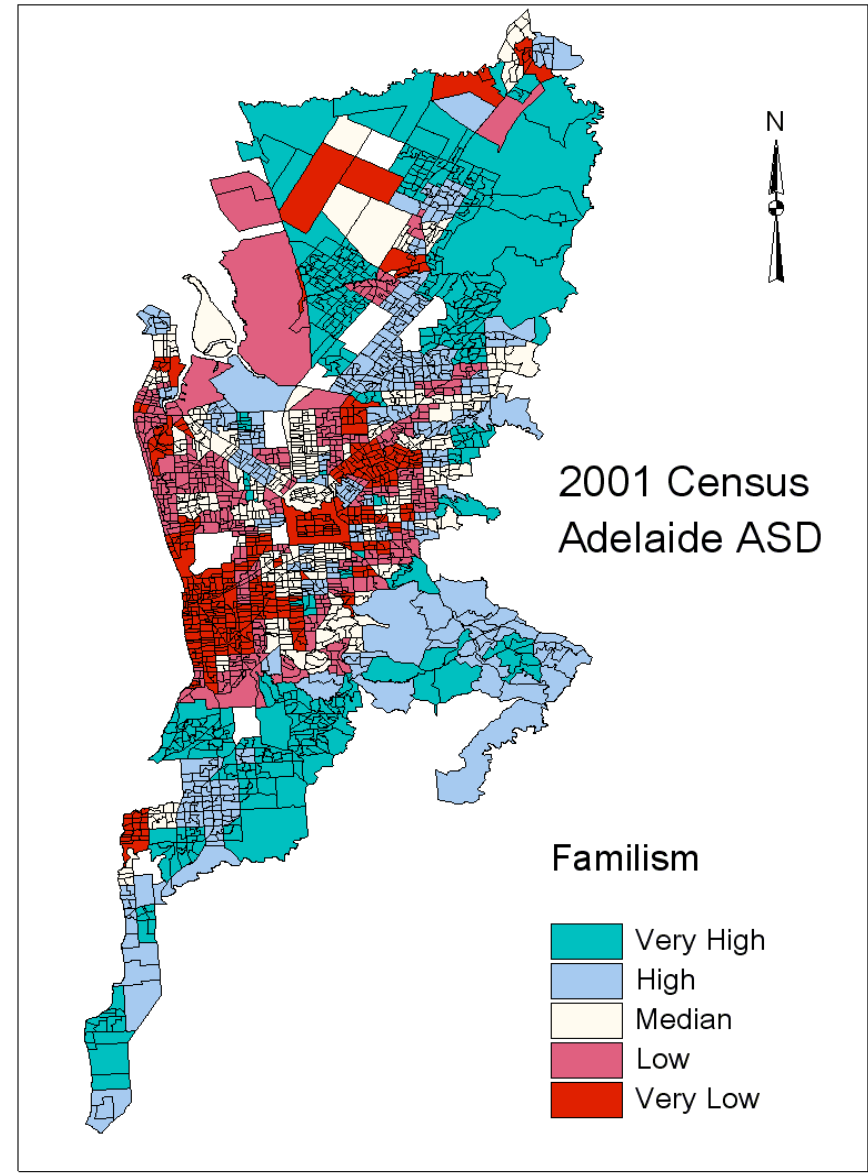 N
2001 Census
Adelaide ASD
Familism
Very High
High
Median
Low
Very Low